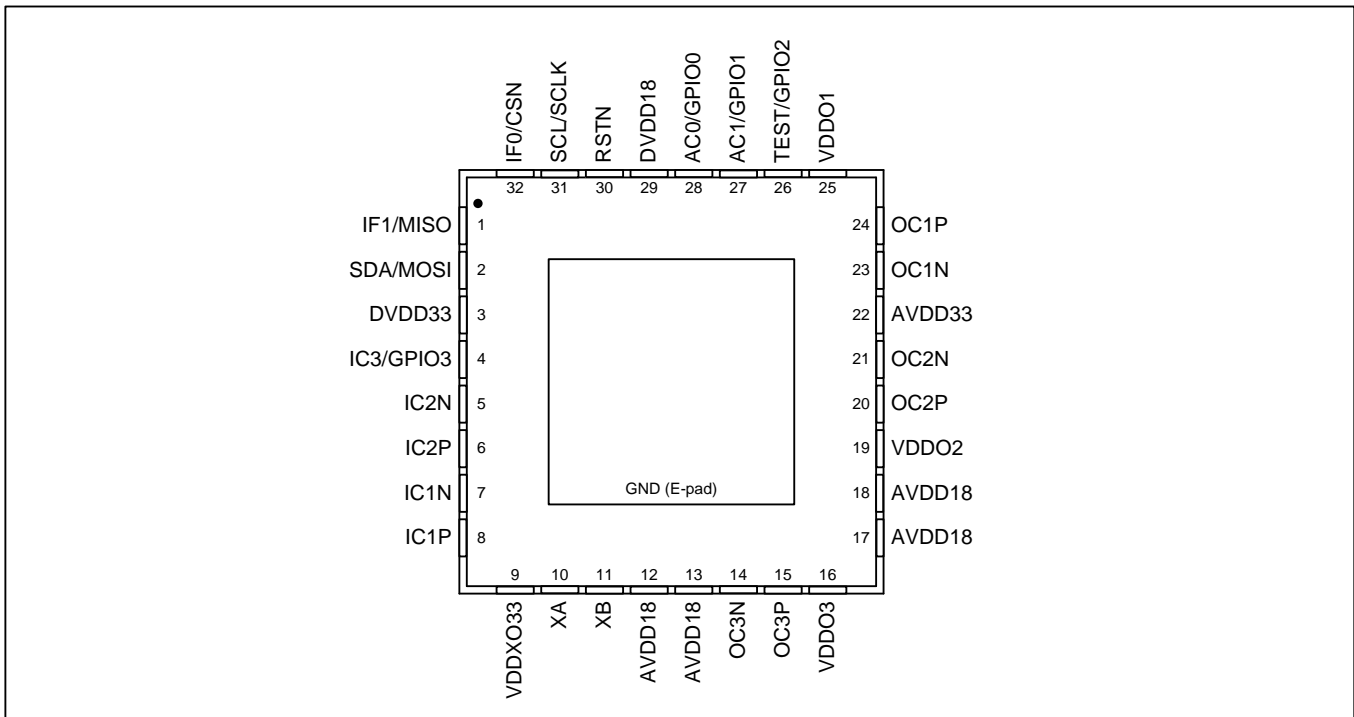 IF0/CSN
SCL/SCLK
RSTN
DVDD18
AC0/GPIO0
AC1/GPIO1
TEST/GPIO2
VDDO1
32 31 30 29 28 27 26 25
IF1/MISO 1
SDA/MOSI 2
DVDD33 3
IC3/GPIO3 4
IC2N 5
IC2P 6
IC1N 7
IC1P 8
24 OC1P
23 OC1N
22 AVDD33
21 OC2N
20 OC2P
19 VDDO2
18 AVDD18
17 AVDD18
GND (E-pad)
9 10 11 12 13 14 15 16
VDDXO33
XA
XB
AVDD18
AVDD18
OC3N
OC3P
VDDO3